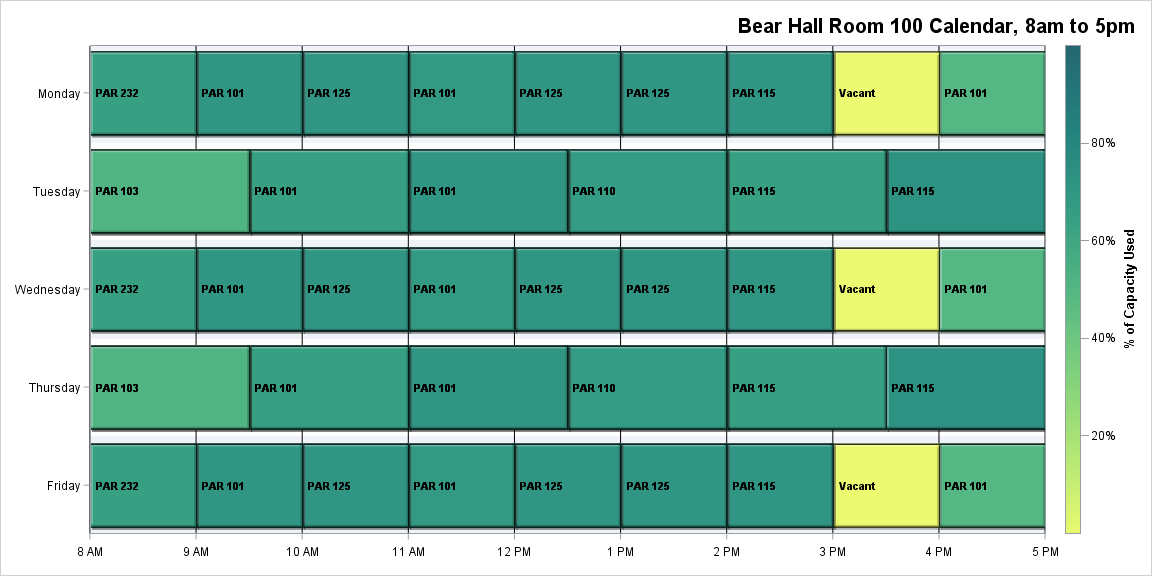 Bear Hall Room 100 Calendar, 8am to 5pm
Monday PAR 232 PAR 101 PAR 125 PAR 101 PAR 125 PAR 125 PAR 115 Vacant PAR 101
Tuesday PAR 103 PAR 101 PAR 101 PAR 110 PAR 115 PAR 115
Wednesday PAR 232 PAR 101 PAR 125 PAR 101 PAR 125 PAR 125 PAR 115 Vacant PAR 101
Thursday PAR 103 PAR 101 PAR 101 PAR 110 PAR 115 PAR 115
Friday PAR 232 PAR 101 PAR 125 PAR 101 PAR 125 PAR 125 PAR 115 Vacant PAR 101
8 AM 9 AM 10 AM 11 AM 12 PM 1 PM 2 PM 3 PM 4 PM 5 PM
80%
60%
40%
20%
% of Capacity Used